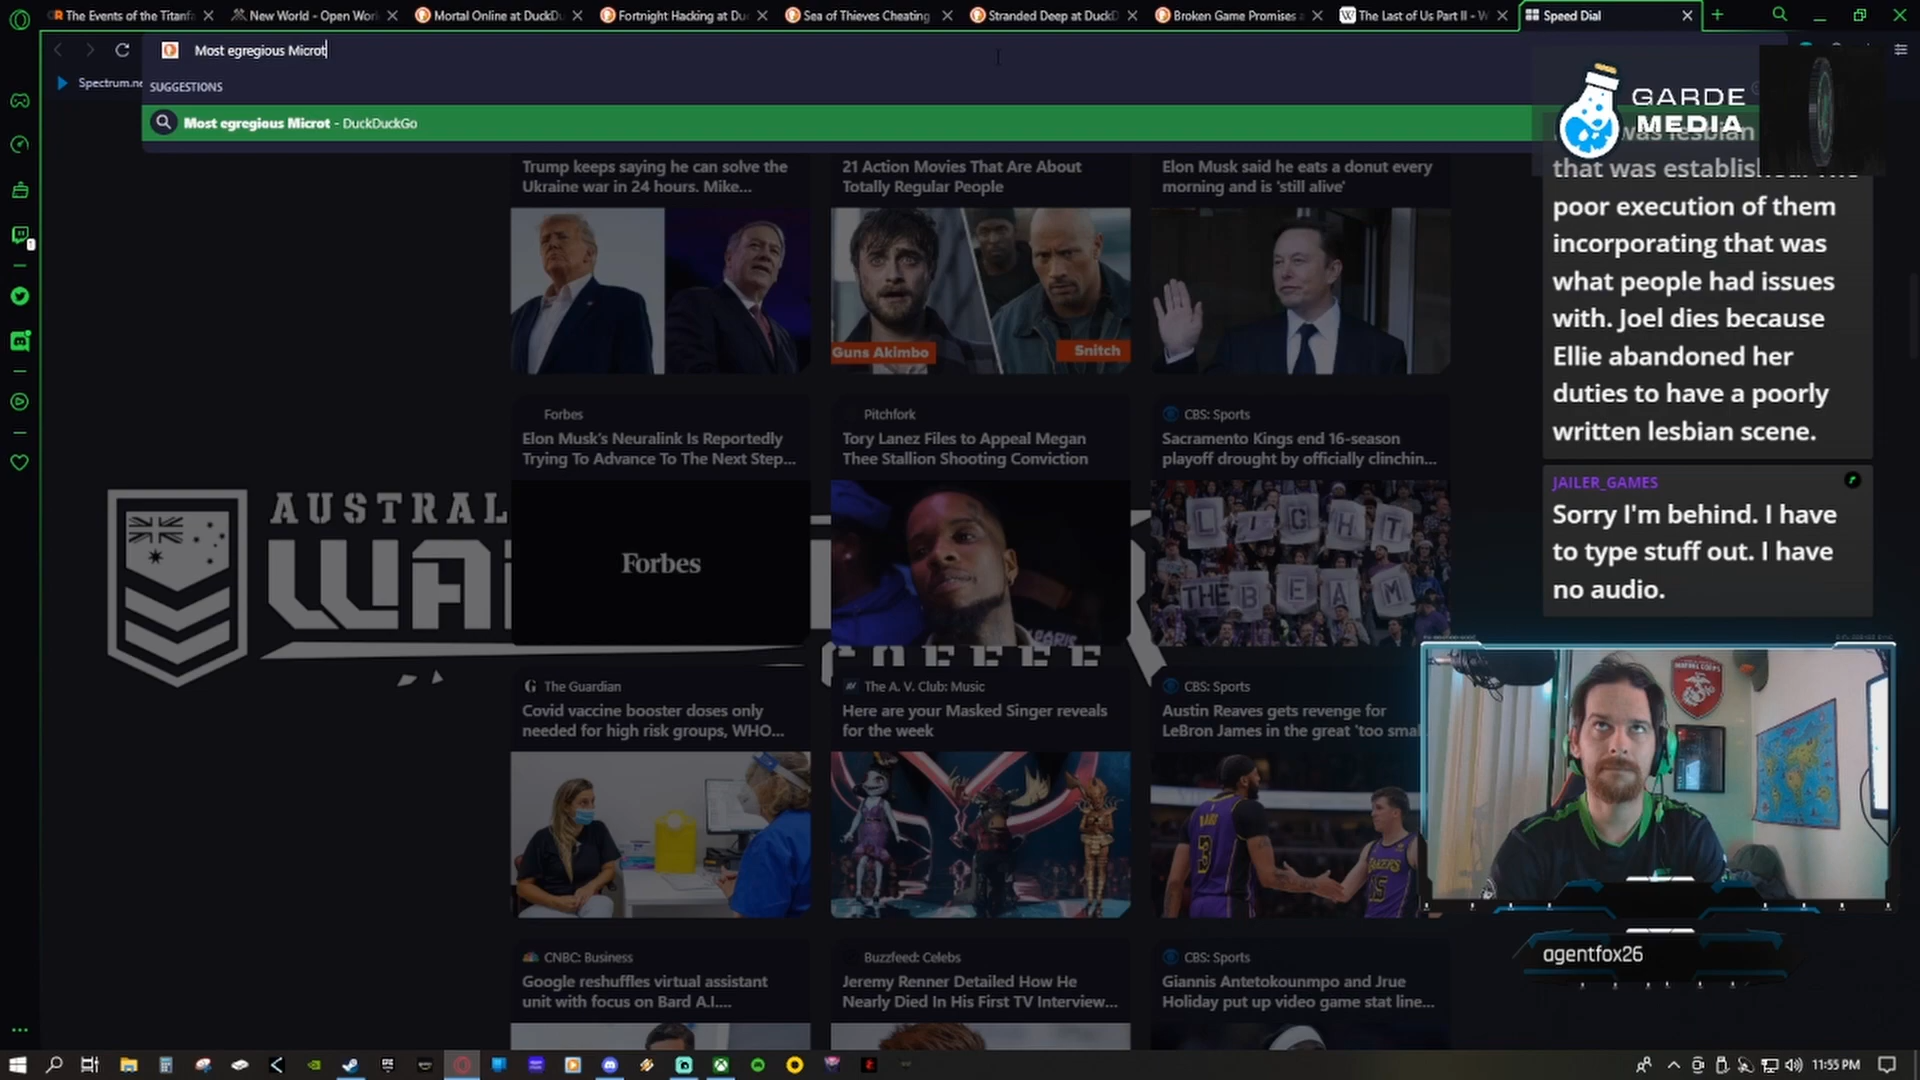 The Events of the Titanfa
New World - Open Wor
Mortal Online at DuckDu
Fortnight Hacking at Du
Sea of Thieves Cheating
Stranded Deep at DuckD
Broken Game Promises a
The Last of Us Part II - W
Speed Dial
Most egregious Microt
Spectrum.ne
SUGGESTIONS
Most egregious Microt - DuckDuckGo
GARDE
MEDIA
was lesbian
that was establis
poor execution of them
incorporating that was
what people had issues
with. Joel dies because
Ellie abandoned her
duties to have a poorly
written lesbian scene.
JAILER_GAMES
Sorry I'm behind. I have
to type stuff out. I have
no audio.
Trump keeps saying he can solve the
Ukraine war in 24 hours. Mike...
21 Action Movies That Are About
Totally Regular People
Elon Musk said he eats a donut every
morning and is 'still alive'
Guns Akimbo
Snitch
Forbes
Elon Musk's Neuralink Is Reportedly
Trying To Advance To The Next Step...
Pitchfork
Tory Lanez Files to Appeal Megan
Thee Stallion Shooting Conviction
CBS: Sports
Sacramento Kings end 16-season
playoff drought by officially clinchin...
AUSTRAL
WA
COFFEE
Forbes
LIGHT
THE BEAM
The Guardian
Covid vaccine booster doses only
needed for high risk groups, WHO...
The A. V. Club: Music
Here are your Masked Singer reveals
for the week
CBS: Sports
Austin Reaves gets revenge for
LeBron James in the great 'too smal
3
LAKERS
15
MARINE CORPS
agentfox26
CNBC: Business
Google reshuffles virtual assistant
unit with focus on Bard A.I....
Buzzfeed: Celebs
Jeremy Renner Detailed How He
Nearly Died In His First TV Interview...
CBS: Sports
Giannis Antetokounmpo and Jrue
Holiday put up video game stat line...
11:55 PM